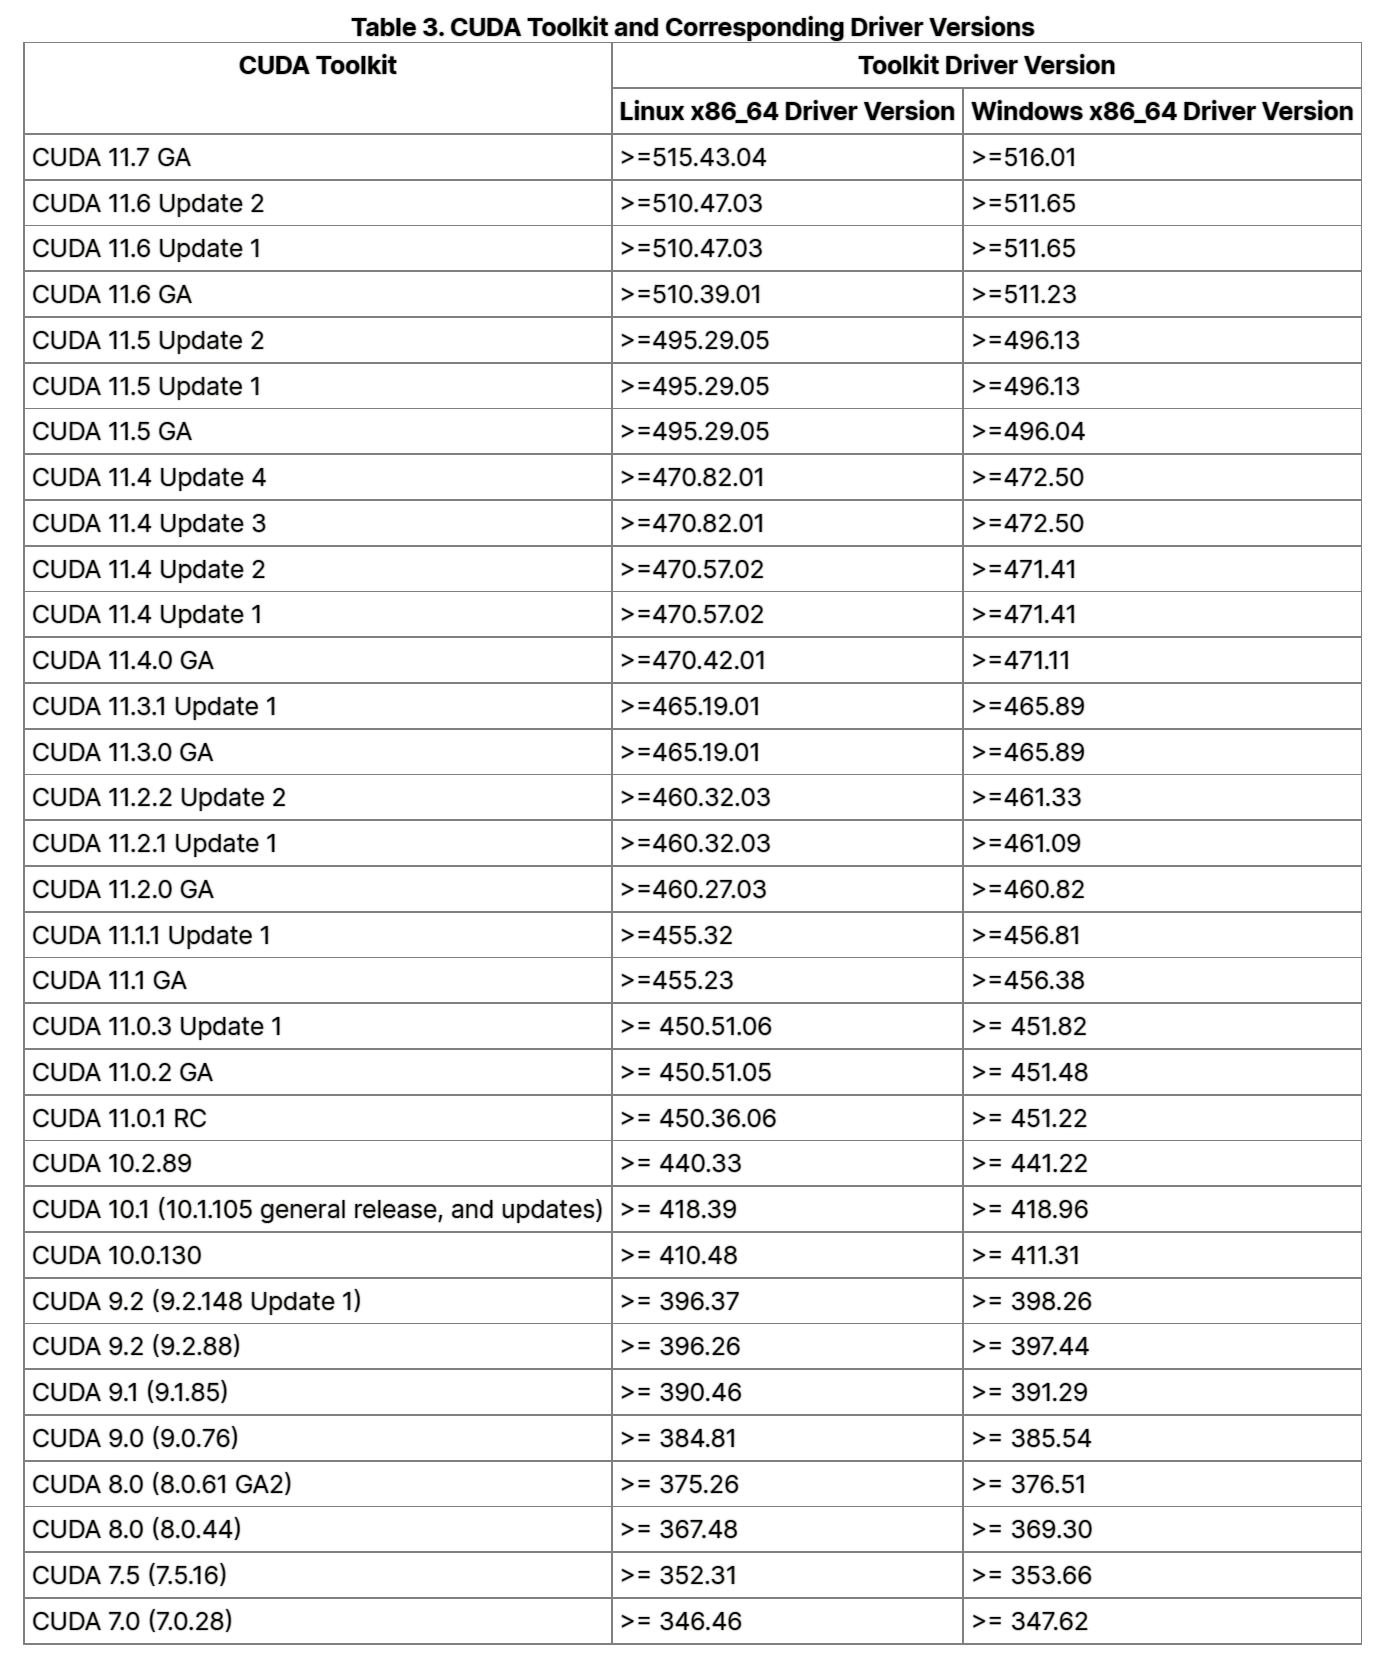 Table 3. CUDA Toolkit and Corresponding Driver Versions
CUDA Toolkit Toolkit Driver Version
Linux x86_64 Driver Version Windows x86_64 Driver Version
CUDA 11.7 GA >=515.43.04 >=516.01
CUDA 11.6 Update 2 >=510.47.03 >=511.65
CUDA 11.6 Update 1 >=510.47.03 >=511.65
CUDA 11.6 GA >=510.39.01 >=511.23
CUDA 11.5 Update 2 >=495.29.05 >=496.13
CUDA 11.5 Update 1 >=495.29.05 >=496.13
CUDA 11.5 GA >=495.29.05 >=496.04
CUDA 11.4 Update 4 >=470.82.01 >=472.50
CUDA 11.4 Update 3 >=470.82.01 >=472.50
CUDA 11.4 Update 2 >=470.57.02 >=471.41
CUDA 11.4 Update 1 >=470.57.02 >=471.41
CUDA 11.4.0 GA >=470.42.01 >=471.11
CUDA 11.3.1 Update 1 >=465.19.01 >=465.89
CUDA 11.3.0 GA >=465.19.01 >=465.89
CUDA 11.2.2 Update 2 >=460.32.03 >=461.33
CUDA 11.2.1 Update 1 >=460.32.03 >=461.09
CUDA 11.2.0 GA >=460.27.03 >=460.82
CUDA 11.1.1 Update 1 >=455.32 >=456.81
CUDA 11.1 GA >=455.23 >=456.38
CUDA 11.0.3 Update 1 >= 450.51.06 >= 451.82
CUDA 11.0.2 GA >= 450.51.05 >= 451.48
CUDA 11.0.1 RC >= 450.36.06 >= 451.22
CUDA 10.2.89 >= 440.33 >= 441.22
CUDA 10.1 (10.1.105 general release, and updates) >= 418.39 >= 418.96
CUDA 10.0.130 >= 410.48 >= 411.31
CUDA 9.2 (9.2.148 Update 1) >= 396.37 >= 398.26
CUDA 9.2 (9.2.88) >= 396.26 >= 397.44
CUDA 9.1 (9.1.85) >= 390.46 >= 391.29
CUDA 9.0 (9.0.76) >= 384.81 >= 385.54
CUDA 8.0 (8.0.61 GA2) >= 375.26 >= 376.51
CUDA 8.0 (8.0.44) >= 367.48 >= 369.30
CUDA 7.5 (7.5.16) >= 352.31 >= 353.66
CUDA 7.0 (7.0.28) >= 346.46 >= 347.62